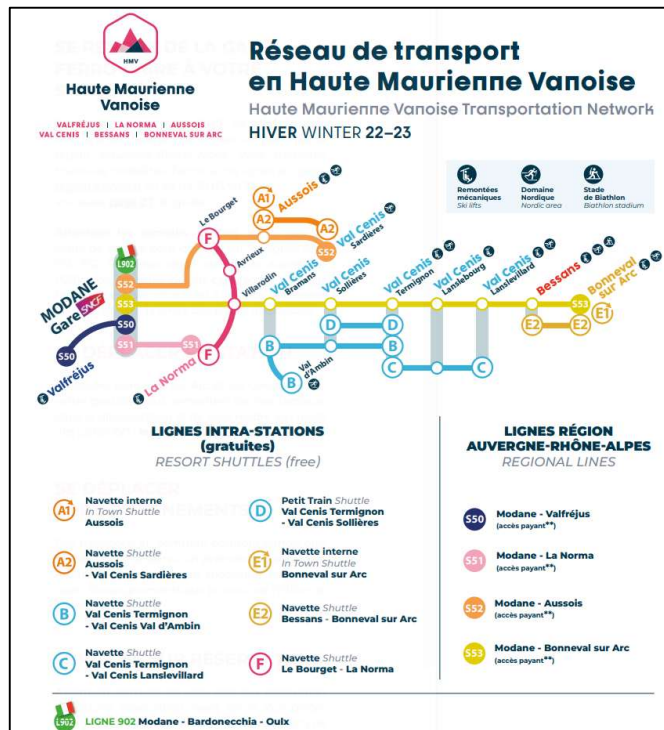 HMV
Haute Maurienne
Vanoise
VALFRÉJUS | LA NORMA | AUSSOIS
VAL CENIS | BESSANS | BONNEVAL SUR ARC
Réseau de transport
en Haute Maurienne Vanoise
Haute Maurienne Vanoise Transportation Network
HIVER WINTER 22–23
Remontées
mécaniques
Ski lifts
Domaine
Nordique
Nordic area
Stade
de Biathlon
Biathlon stadium
A1
A2
Aussois
A2
S52
Val Cenis
Sardières
Le Bourget
F
Avrieux
Villarodin
L902
S52
S53
S50
S51
MODANE
Gare
SNCF
S50
Valfréjus
S51
La Norma
F
Val Cenis
Bramans
Val Cenis
Sollières
Val Cenis
Termignon
Val Cenis
Lanslebourg
Val Cenis
Lanslevillard
Bessans
Bonneval
sur Arc
S53
E1
E2
E2
D
D
B
B
B
Val
d'Ambin
C
C
LIGNES INTRA-STATIONS
(gratuites)
RESORT SHUTTLES (free)
A1
Navette interne
In Town Shuttle
Aussois
A2
Navette Shuttle
Aussois
- Val Cenis Sardières
B
Navette Shuttle
Val Cenis Termignon
- Val Cenis Val d'Ambin
C
Navette Shuttle
Val Cenis Termignon
- Val Cenis Lanslevillard
D
Petit Train Shuttle
Val Cenis Termignon
- Val Cenis Sollières
E1
Navette interne
In Town Shuttle
Bonneval sur Arc
E2
Navette Shuttle
Bessans - Bonneval sur Arc
F
Navette Shuttle
Le Bourget - La Norma
LIGNES RÉGION
AUVERGNE-RHÔNE-ALPES
REGIONAL LINES
S50
Modane - Valfréjus
(accès payant**)
S51
Modane - La Norma
(accès payant**)
S52
Modane - Aussois
(accès payant**)
S53
Modane - Bonneval sur Arc
(accès payant**)
L902
LIGNE 902 Modane - Bardonecchia - Oulx